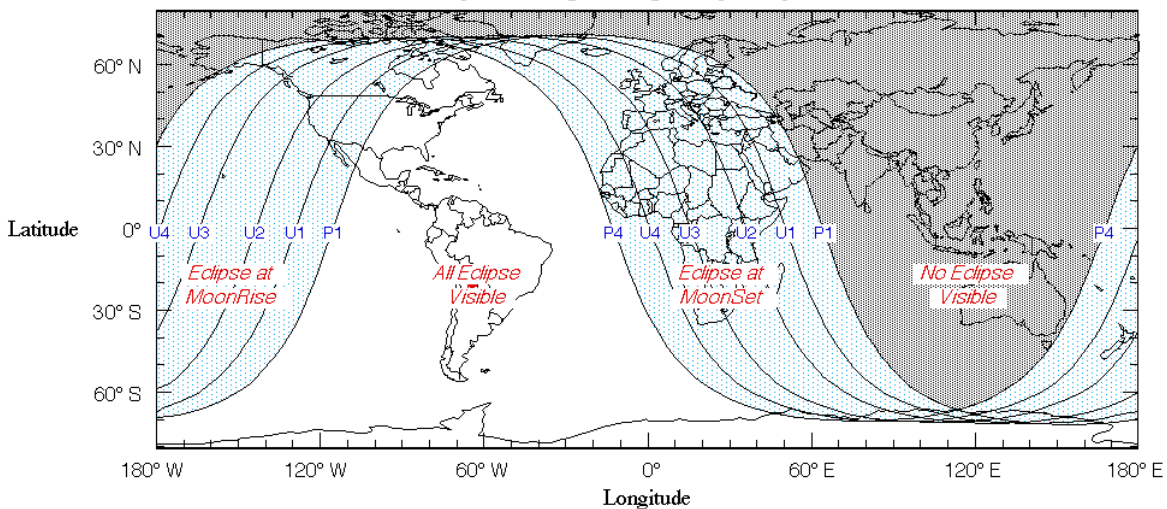 60° N
30° N
Latitude
0°
U4 U3 U2 U1 P1 P4 U4 U3 U2 U1 P1 P4
Eclipse at All Eclipse Eclipse at No Eclipse
MoonRise Visible MoonSet Visible
30° S
60° S
180° W 120° W 60° W 0° 60° E 120° E 180° E
Longitude